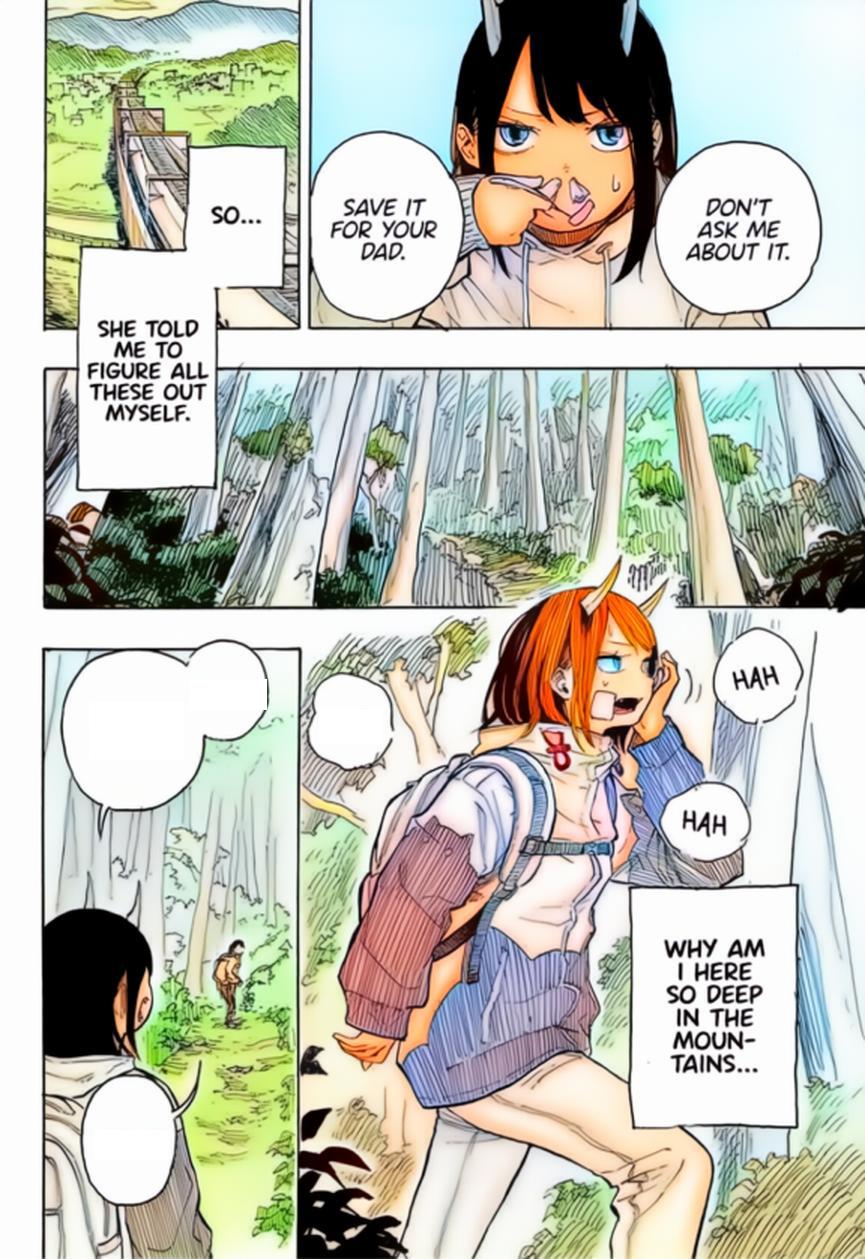 DON'T
ASK ME
ABOUT IT.
SAVE IT
FOR YOUR
DAD.
SO...
SHE TOLD
ME TO
FIGURE ALL
THESE OUT
MYSELF.
HAH
HAH
WHY AM
I HERE
SO DEEP
IN THE
MOUN-
TAINS...